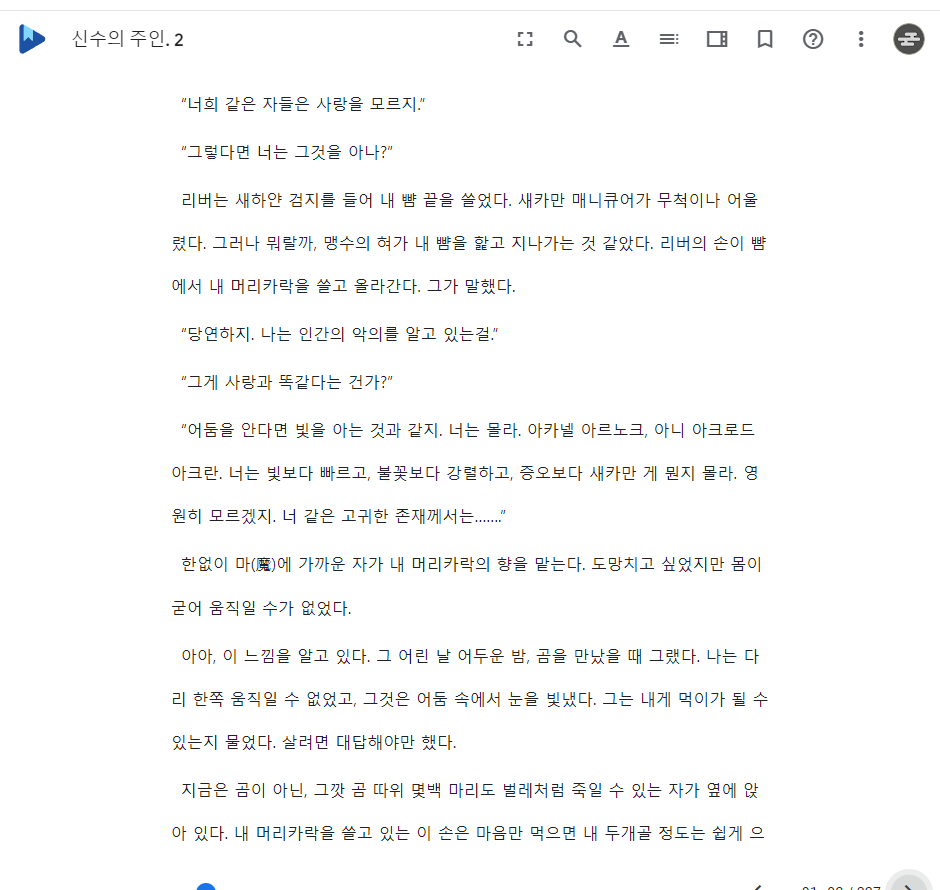 신수의 주인. 2
“너희 같은 자들은 사랑을 모르지.”
“그렇다면 너는 그것을 아나?”
리버는 새하얀 검지를 들어 내 뺨 끝을 쓸었다. 새카만 매니큐어가 무척이나 어울
렸다. 그러나 뭐랄까, 맹수의 혀가 내 뺨을 핥고 지나가는 것 같았다. 리버의 손이 뺨
에서 내 머리카락을 쓸고 올라간다. 그가 말했다.
“당연하지. 나는 인간의 악의를 알고 있는걸.”
“그게 사랑과 똑같다는 건가?”
“어둠을 안다면 빛을 아는 것과 같지. 너는 몰라. 아카넬 아르노크, 아니 아크로드
아크란. 너는 빛보다 빠르고, 불꽃보다 강렬하고, 증오보다 새카만 게 뭔지 몰라. 영
원히 모르겠지. 너 같은 고귀한 존재께서는…….”
한없이 마(魔)에 가까운 자가 내 머리카락의 향을 맡는다. 도망치고 싶었지만 몸이
굳어 움직일 수가 없었다.
아아, 이 느낌을 알고 있다. 그 어린 날 어두운 밤, 곰을 만났을 때 그랬다. 나는 다
리 한쪽 움직일 수 없었고, 그것은 어둠 속에서 눈을 빛냈다. 그는 내게 먹이가 될 수
있는지 물었다. 살려면 대답해야만 했다.
지금은 곰이 아닌, 그깟 곰 따위 몇백 마리도 벌레처럼 죽일 수 있는 자가 옆에 앉
아 있다. 내 머리카락을 쓸고 있는 이 손은 마음만 먹으면 내 두개골 정도는 쉽게 으